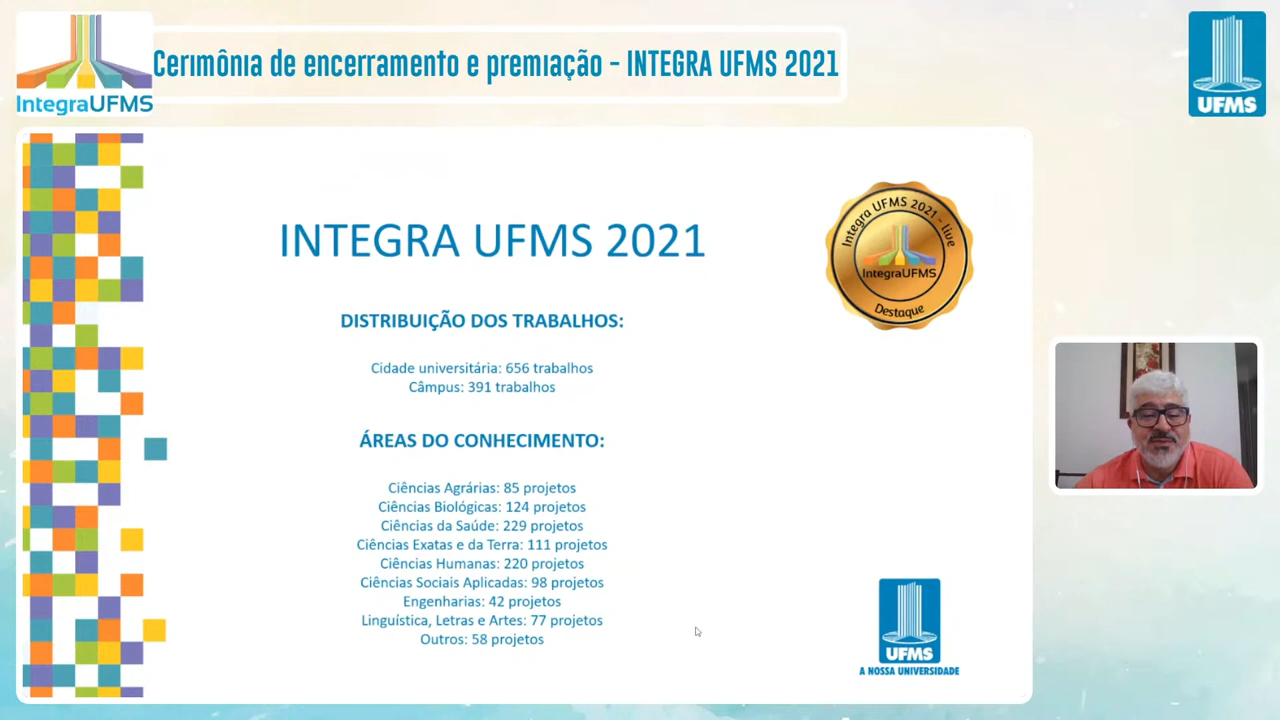 Cerimônia de encerramento e premiação - INTEGRA UFMS 2021
IntegraUFMS
UFMS
INTEGRA UFMS 2021
Integra UFMS 2021 - live
IntegraUFMS
Destaque
DISTRIBUIÇÃO DOS TRABALHOS:
Cidade universitária: 656 trabalhos
Câmpus: 391 trabalhos
ÁREAS DO CONHECIMENTO:
Ciências Agrárias: 85 projetos
Ciências Biológicas: 124 projetos
Ciências da Saúde: 229 projetos
Ciências Exatas e da Terra: 111 projetos
Ciências Humanas: 220 projetos
Ciências Sociais Aplicadas: 98 projetos
Engenharias: 42 projetos
Linguística, Letras e Artes: 77 projetos
Outros: 58 projetos
UFMS
A NOSSA UNIVERSIDADE